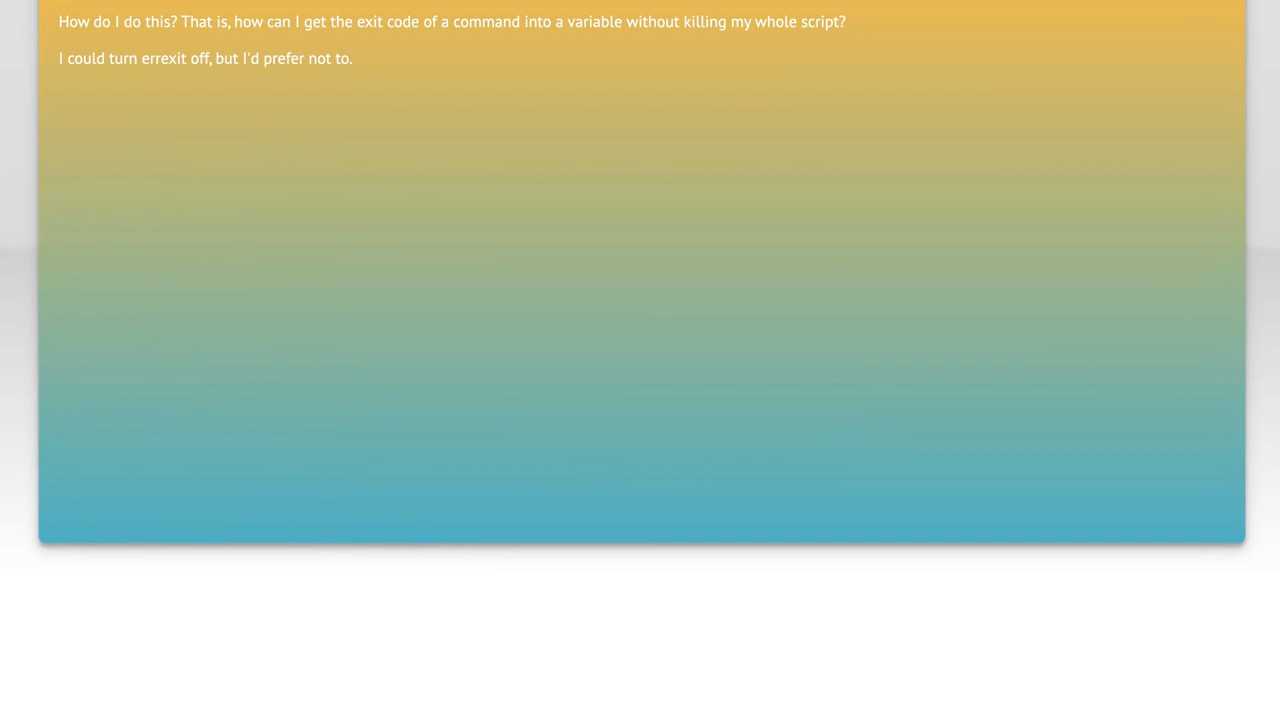 How do I do this? That is, how can I get the exit code of a command into a variable without killing my whole script?
I could turn errexit off, but I'd prefer not to.